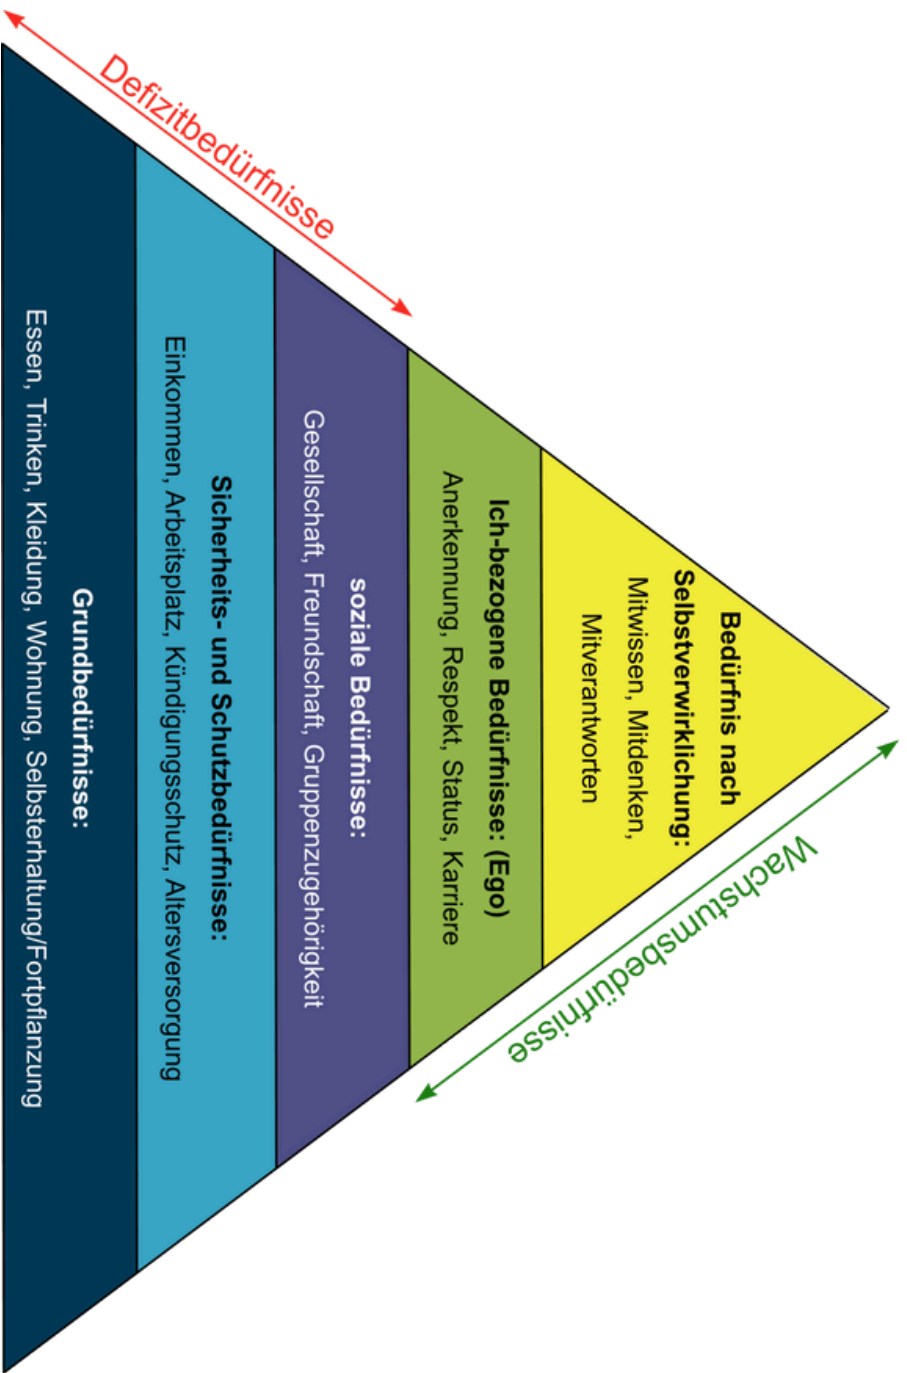 Bedürfnis nach
Selbstverwirklichung:
Mitwissen, Mitdenken,
Mitverantworten
Ich-bezogene Bedürfnisse: (Ego)
Anerkennung, Respekt, Status, Karriere
soziale Bedürfnisse:
Gesellschaft, Freundschaft, Gruppenzugehörigkeit
Sicherheits- und Schutzbedürfnisse:
Einkommen, Arbeitsplatz, Kündigungsschutz, Altersversorgung
Grundbedürfnisse:
Essen, Trinken, Kleidung, Wohnung, Selbsterhaltung/Fortpflanzung
Wachstumsbedürfnisse
Defizitbedürfnisse